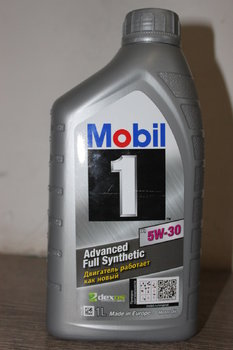 Mobil
1
5W-30
Advanced
Full Synthetic
Двигатель работает
как новый
dexos
1L Made in Europe